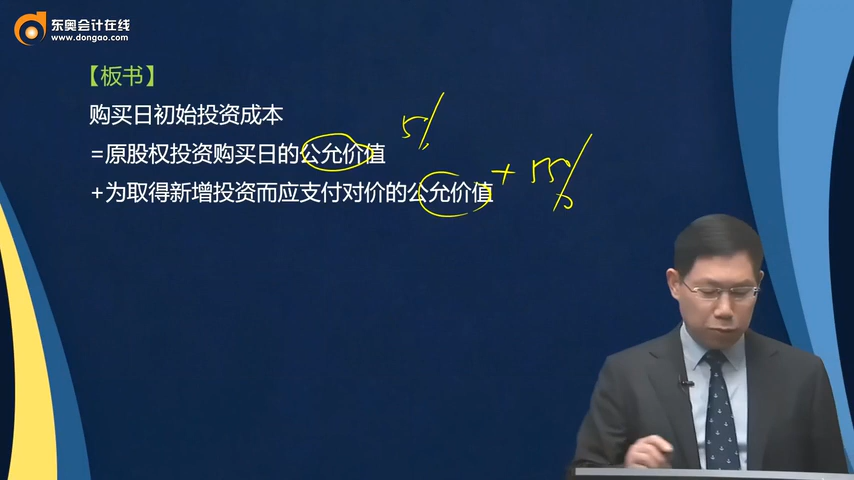 东奥会计在线
www.dongao.com
【板书】
购买日初始投资成本
=原股权投资购买日的公允价值
5%
+为取得新增投资而应支付对价的公允价值
+ 55%